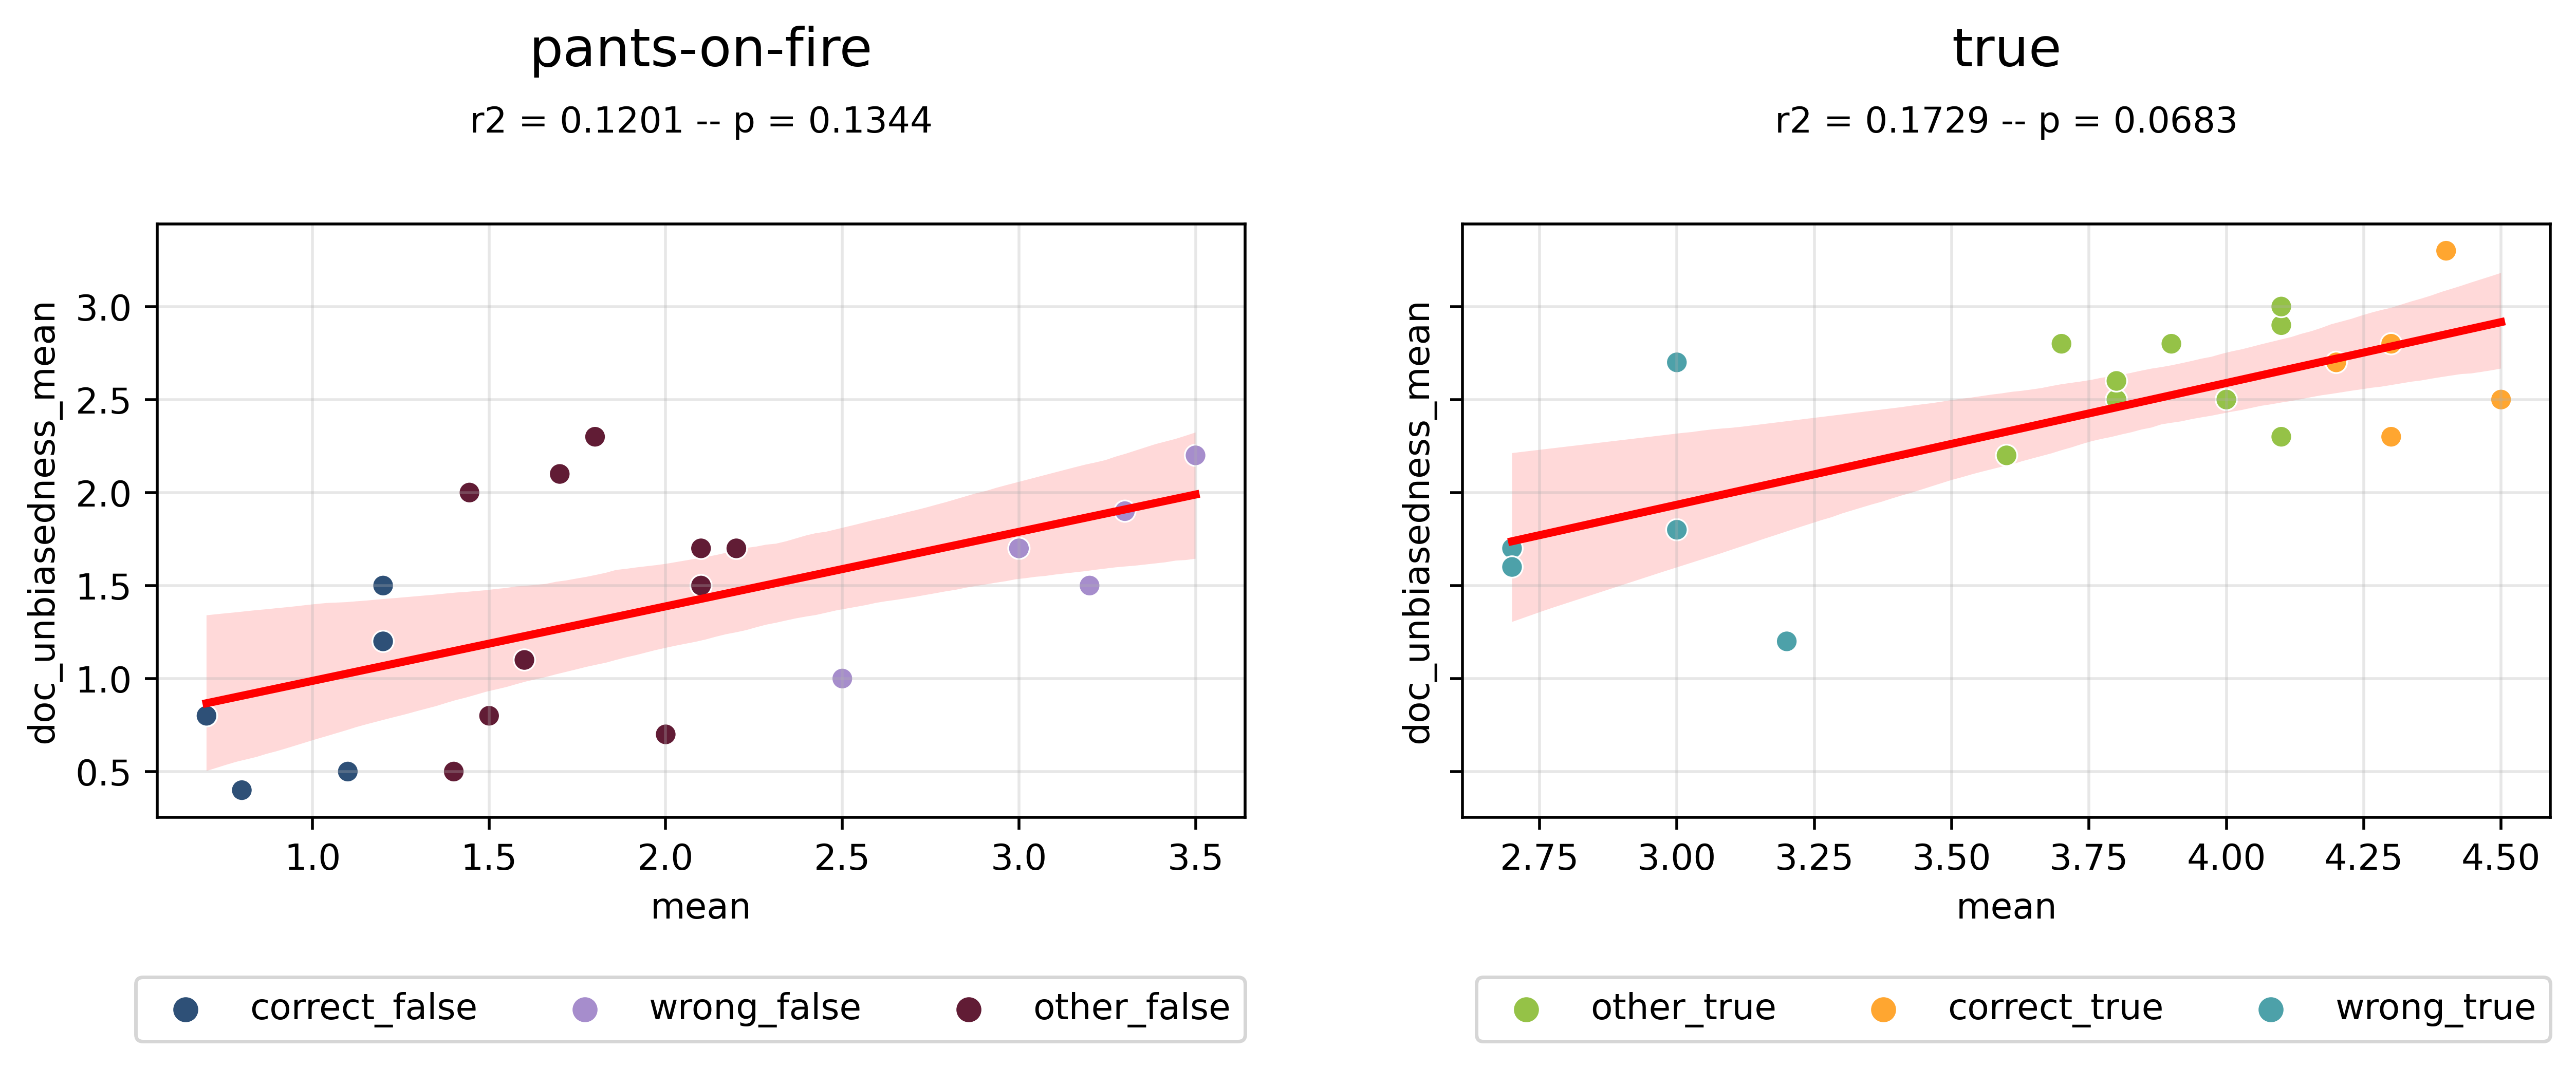 pants-on-fire
r2 = 0.1201 -- p = 0.1344
doc_unbiasedness_mean
3.0
2.5
2.0
1.5
1.0
0.5
1.0 1.5 2.0 2.5 3.0 3.5
mean
correct_false wrong_false other_false
true
r2 = 0.1729 -- p = 0.0683
doc_unbiasedness_mean
2.75 3.00 3.25 3.50 3.75 4.00 4.25 4.50
mean
other_true correct_true wrong_true